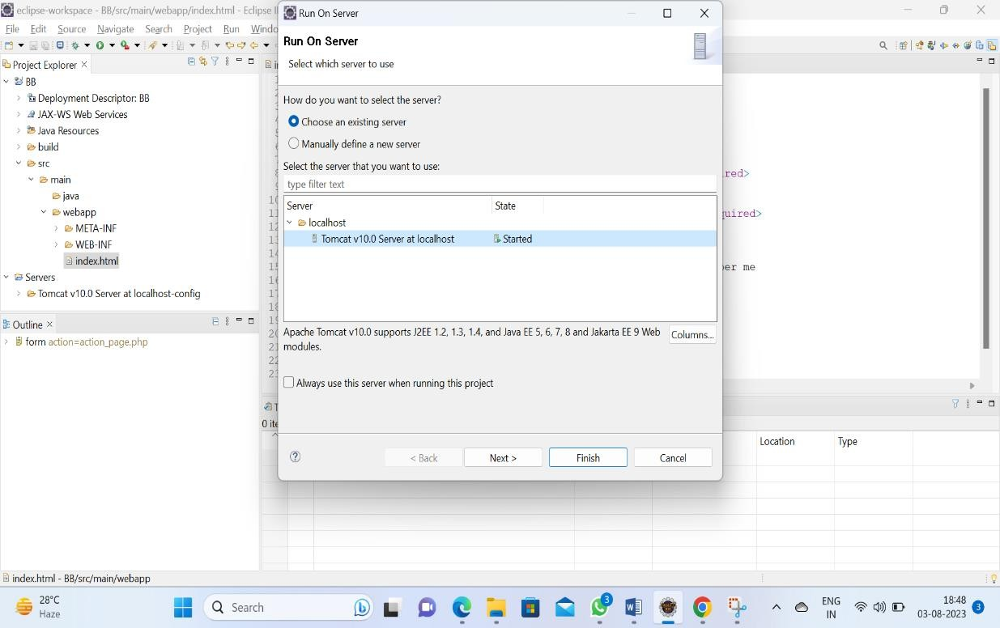 eclipse-workspace - BB/src/main/webapp/index.html - Eclipse I
File Edit Source Navigate Search Project Run Windo
Project Explorer
BB
Deployment Descriptor: BB
JAX-WS Web Services
Java Resources
build
src
main
java
webapp
META-INF
WEB-INF
index.html
Servers
Tomcat v10.0 Server at localhost-config
Outline
form action=action_page.php
Run On Server
Run On Server
Select which server to use
How do you want to select the server?
Choose an existing server
Manually define a new server
Select the server that you want to use:
type filter text
Server State
localhost
Tomcat v10.0 Server at localhost Started
Apache Tomcat v10.0 supports J2EE 1.2, 1.3, 1.4, and Java EE 5, 6, 7, 8 and Jakarta EE 9 Web
modules.
Columns...
Always use this server when running this project
< Back Next > Finish Cancel
red>
quired>
ber me
0 ite
Location Type
index.html - BB/src/main/webapp
28°C
Haze
Search
3
ENG
IN
18:48
03-08-2023
3